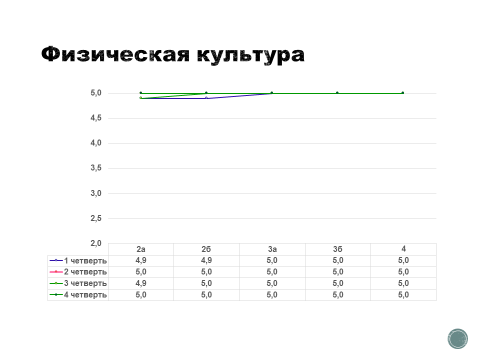 Физическая культура
5,0
4,5
4,0
3,5
3,0
2,5
2,0
2а 2б 3а 3б 4
1 четверть 4,9 4,9 5,0 5,0 5,0
2 четверть 5,0 5,0 5,0 5,0 5,0
3 четверть 4,9 5,0 5,0 5,0 5,0
4 четверть 5,0 5,0 5,0 5,0 5,0